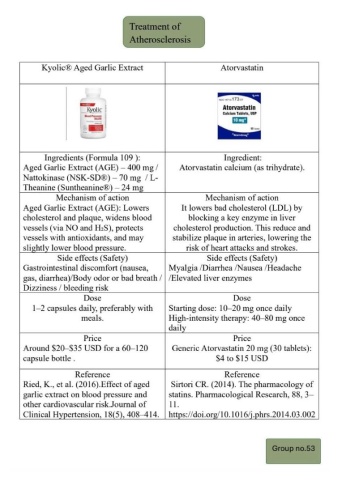 Treatment of
Atherosclerosis
Kyolic® Aged Garlic Extract
Atorvastatin
Kyolic
Atorvastatin
Calcium Tablets, USP
10 mg*
Ingredients (Formula 109 ):
Aged Garlic Extract (AGE) – 400 mg /
Nattokinase (NSK-SD®) – 70 mg / L-
Theanine (Suntheanine®) – 24 mg
Ingredient:
Atorvastatin calcium (as trihydrate).
Mechanism of action
Aged Garlic Extract (AGE): Lowers
cholesterol and plaque, widens blood
vessels (via NO and H₂S), protects
vessels with antioxidants, and may
slightly lower blood pressure.
Mechanism of action
It lowers bad cholesterol (LDL) by
blocking a key enzyme in liver
cholesterol production. This reduce and
stabilize plaque in arteries, lowering the
risk of heart attacks and strokes.
Side effects (Safety)
Gastrointestinal discomfort (nausea,
gas, diarrhea)/Body odor or bad breath /
Dizziness / bleeding risk
Side effects (Safety)
Myalgia /Diarrhea /Nausea /Headache
/Elevated liver enzymes
Dose
1–2 capsules daily, preferably with
meals.
Dose
Starting dose: 10–20 mg once daily
High-intensity therapy: 40–80 mg once
daily
Price
Around $20–$35 USD for a 60–120
capsule bottle .
Price
Generic Atorvastatin 20 mg (30 tablets):
$4 to $15 USD
Reference
Ried, K., et al. (2016).Effect of aged
garlic extract on blood pressure and
other cardiovascular risk.Journal of
Clinical Hypertension, 18(5), 408–414.
Reference
Sirtori CR. (2014). The pharmacology of
statins. Pharmacological Research, 88, 3–
11.
https://doi.org/10.1016/j.phrs.2014.03.002
Group no.53